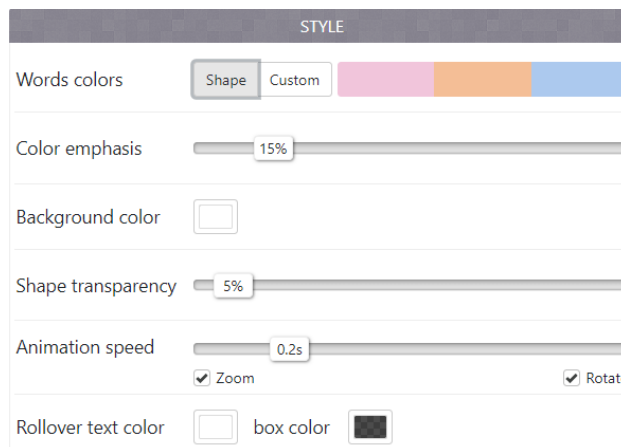 STYLE
Words colors Shape Custom
Color emphasis 15%
Background color
Shape transparency 5%
Animation speed 0.2s
Zoom Rotat
Rollover text color box color